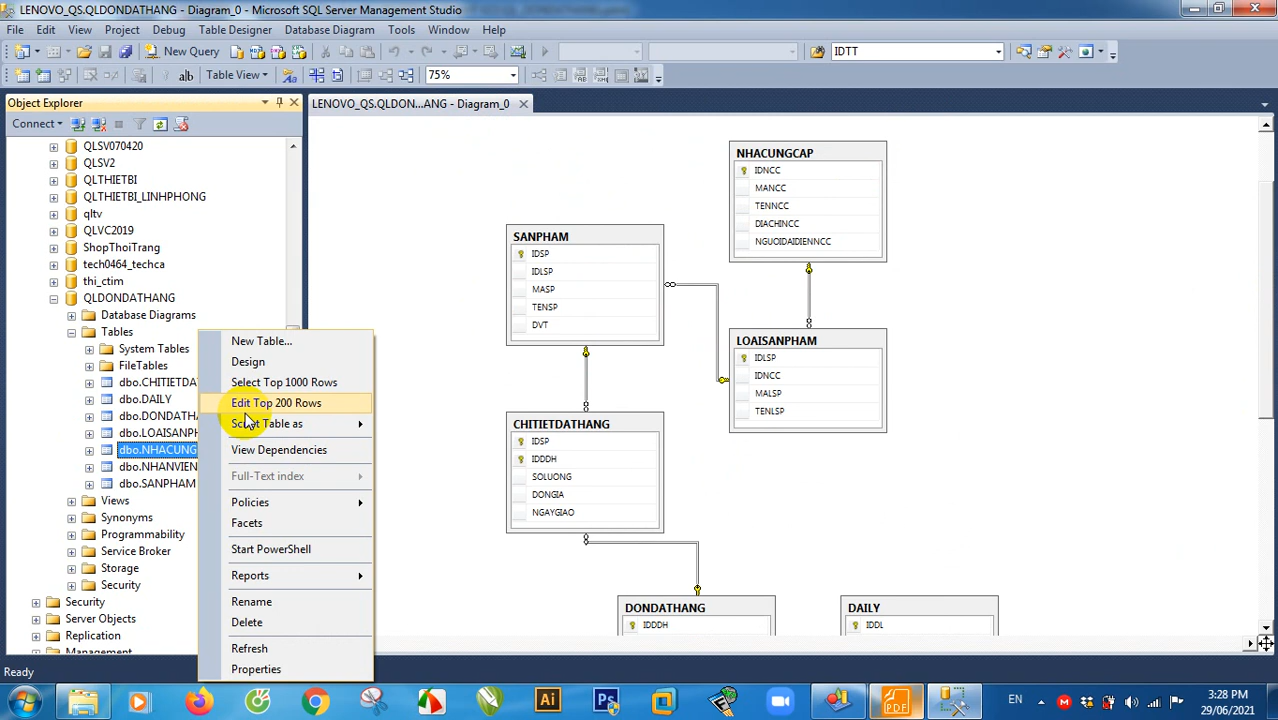 LENOVO_QS.QLDONDATHANG - Diagram_0 - Microsoft SQL Server Management Studio
File Edit View Project Debug Table Designer Database Diagram Tools Window Help
New Query IDTT
Table View 75%
Object Explorer
Connect
QLSV070420
QLSV2
QLTHIETBI
QLTHIETBI_LINHPHONG
qltv
QLVC2019
ShopThoiTrang
tech0464_techca
thi_ctim
QLDONDATHANG
Database Diagrams
Tables
System Tables
FileTables
dbo.CHITIETDA
dbo.DAILY
dbo.DONDATHA
dbo.LOAISANPH
dbo.NHACUNG
dbo.NHANVIEN
dbo.SANPHAM
Views
Synonyms
Programmability
Service Broker
Storage
Security
Security
Server Objects
Replication
Management
New Table...
Design
Select Top 1000 Rows
Edit Top 200 Rows
Script Table as
View Dependencies
Full-Text index
Policies
Facets
Start PowerShell
Reports
Rename
Delete
Refresh
Properties
LENOVO_QS.QLDON...ANG - Diagram_0
NHACUNGCAP
IDNCC
MANCC
TENNCC
DIACHINCC
NGUOIDAIDIENNCC
SANPHAM
IDSP
IDLSP
MASP
TENSP
DVT
LOAISANPHAM
IDLSP
IDNCC
MALSP
TENLSP
CHITIETDATHANG
IDSP
IDDDH
SOLUONG
DONGIA
NGAYGIAO
DONDATHANG
IDDDH
DAILY
IDDL
Ready
EN
3:28 PM
29/06/2021